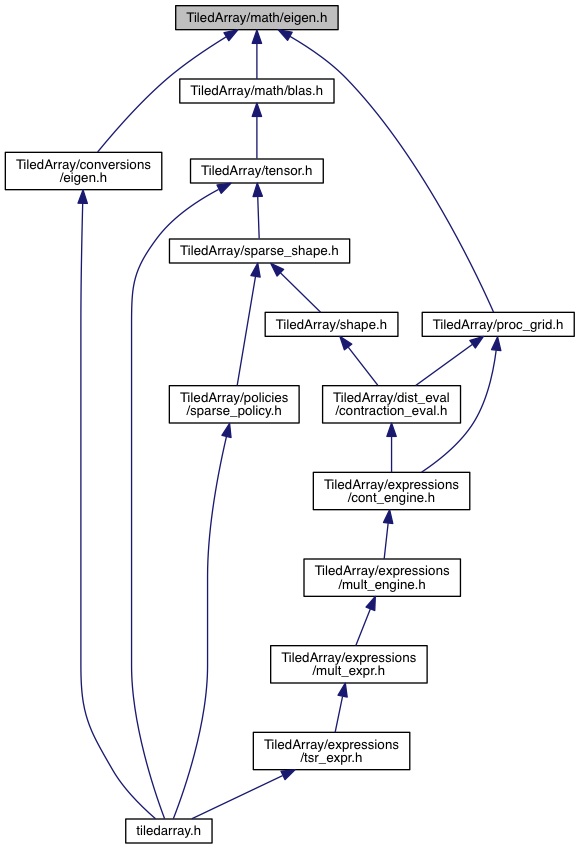 TiledArray/math/eigen.h
TiledArray/math/blas.h
TiledArray/conversions
/eigen.h
TiledArray/tensor.h
TiledArray/sparse_shape.h
TiledArray/shape.h
TiledArray/proc_grid.h
TiledArray/policies
/sparse_policy.h
TiledArray/dist_eval
/contraction_eval.h
TiledArray/expressions
/cont_engine.h
TiledArray/expressions
/mult_engine.h
TiledArray/expressions
/mult_expr.h
TiledArray/expressions
/tsr_expr.h
tiledarray.h